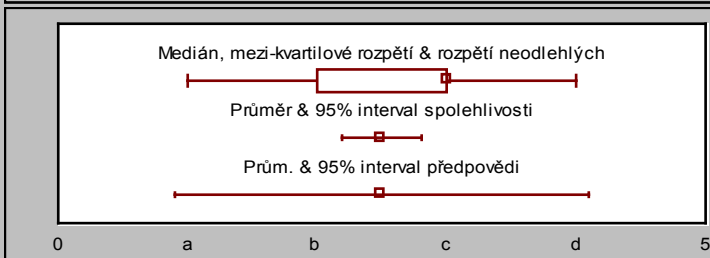 Medián, mezi-kvartilové rozpětí & rozpětí neodlehlých
Průměr & 95% interval spolehlivosti
Prům. & 95% interval předpovědi
0 a b c d 5